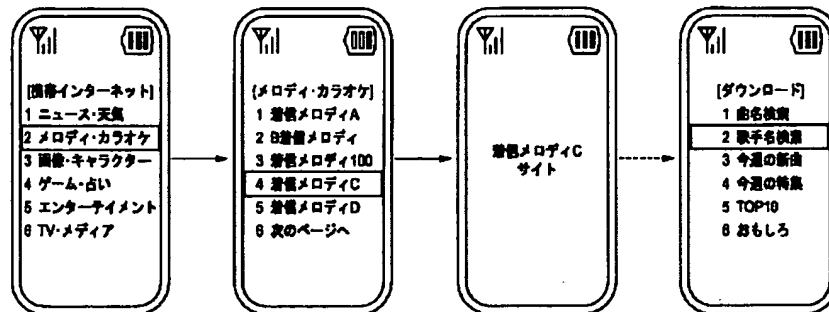 [携帯インターネット]
1 ニュース・天気
2 メロディ・カラオケ
3 画像・キャラクター
4 ゲーム・占い
5 エンターテイメント
6 TV・メディア
[メロディ・カラオケ]
1 着信メロディA
2 B着信メロディ
3 着信メロディ100
4 着信メロディC
5 着信メロディD
6 次のページへ
着信メロディC
サイト
[ダウンロード]
1 曲名検索
2 歌手名検索
3 今週の新曲
4 今週の特集
5 TOP10
6 おもしろ